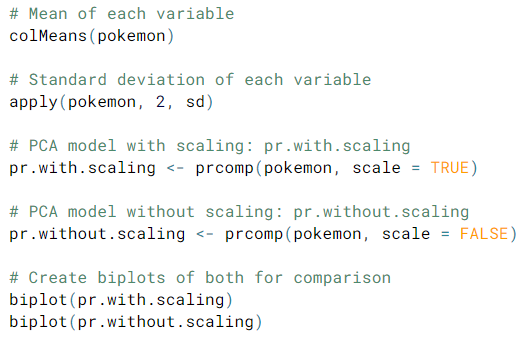 # Mean of each variable
colMeans(pokemon)
# Standard deviation of each variable
apply(pokemon, 2, sd)
# PCA model with scaling: pr.with.scaling
pr.with.scaling <- prcomp(pokemon, scale = TRUE)
# PCA model without scaling: pr.without.scaling
pr.without.scaling <- prcomp(pokemon, scale = FALSE)
# Create biplots of both for comparison
biplot(pr.with.scaling)
biplot(pr.without.scaling)